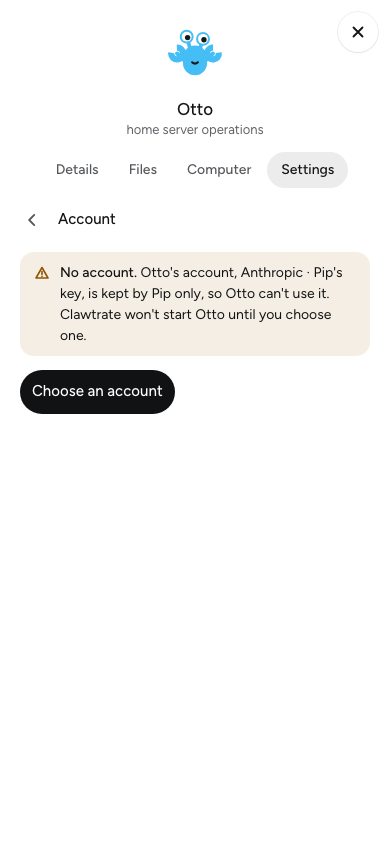 Otto
home server operations
Details Files Computer Settings
Account
No account. Otto's account, Anthropic · Pip's
key, is kept by Pip only, so Otto can't use it.
Clawtrate won't start Otto until you choose
one.
Choose an account